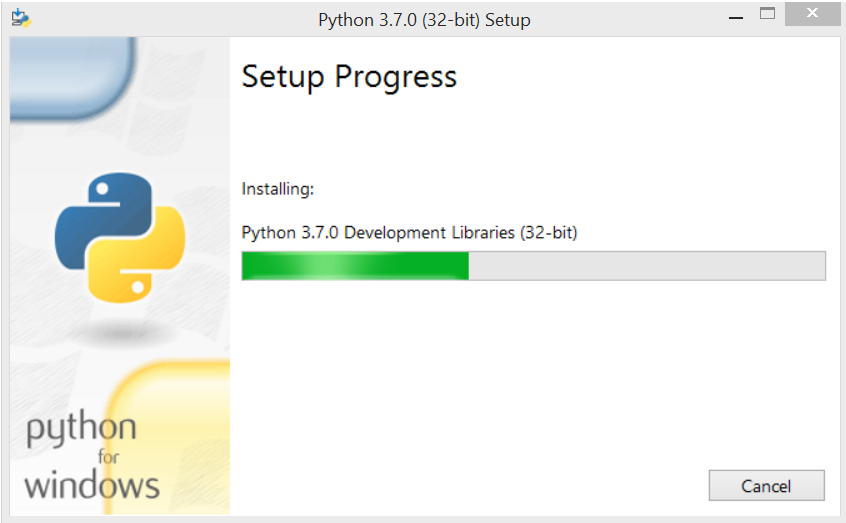 Python 3.7.0 (32-bit) Setup
Setup Progress
Installing:
Python 3.7.0 Development Libraries (32-bit)
python
for
windows
Cancel